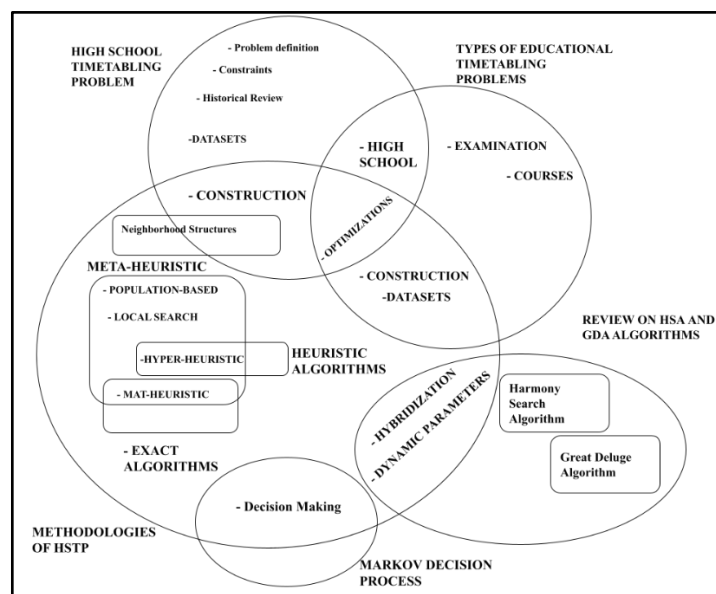 HIGH SCHOOL
TIMETABLING
PROBLEM
- Problem definition
- Constraints
- Historical Review
-DATASETS
TYPES OF EDUCATIONAL
TIMETABLING
PROBLEMS
- HIGH
SCHOOL
- EXAMINATION
- COURSES
- CONSTRUCTION
- OPTIMIZATIONS
Neighborhood Structures
META-HEURISTIC
- POPULATION-BASED
- LOCAL SEARCH
-HYPER-HEURISTIC
- MAT-HEURISTIC
HEURISTIC
ALGORITHMS
- CONSTRUCTION
-DATASETS
REVIEW ON HSA AND
GDA ALGORITHMS
- HYBRIDIZATION
- DYNAMIC PARAMETERS
Harmony
Search
Algorithm
Great Deluge
Algorithm
- EXACT
ALGORITHMS
- Decision Making
METHODOLOGIES
OF HSTP
MARKOV DECISION
PROCESS